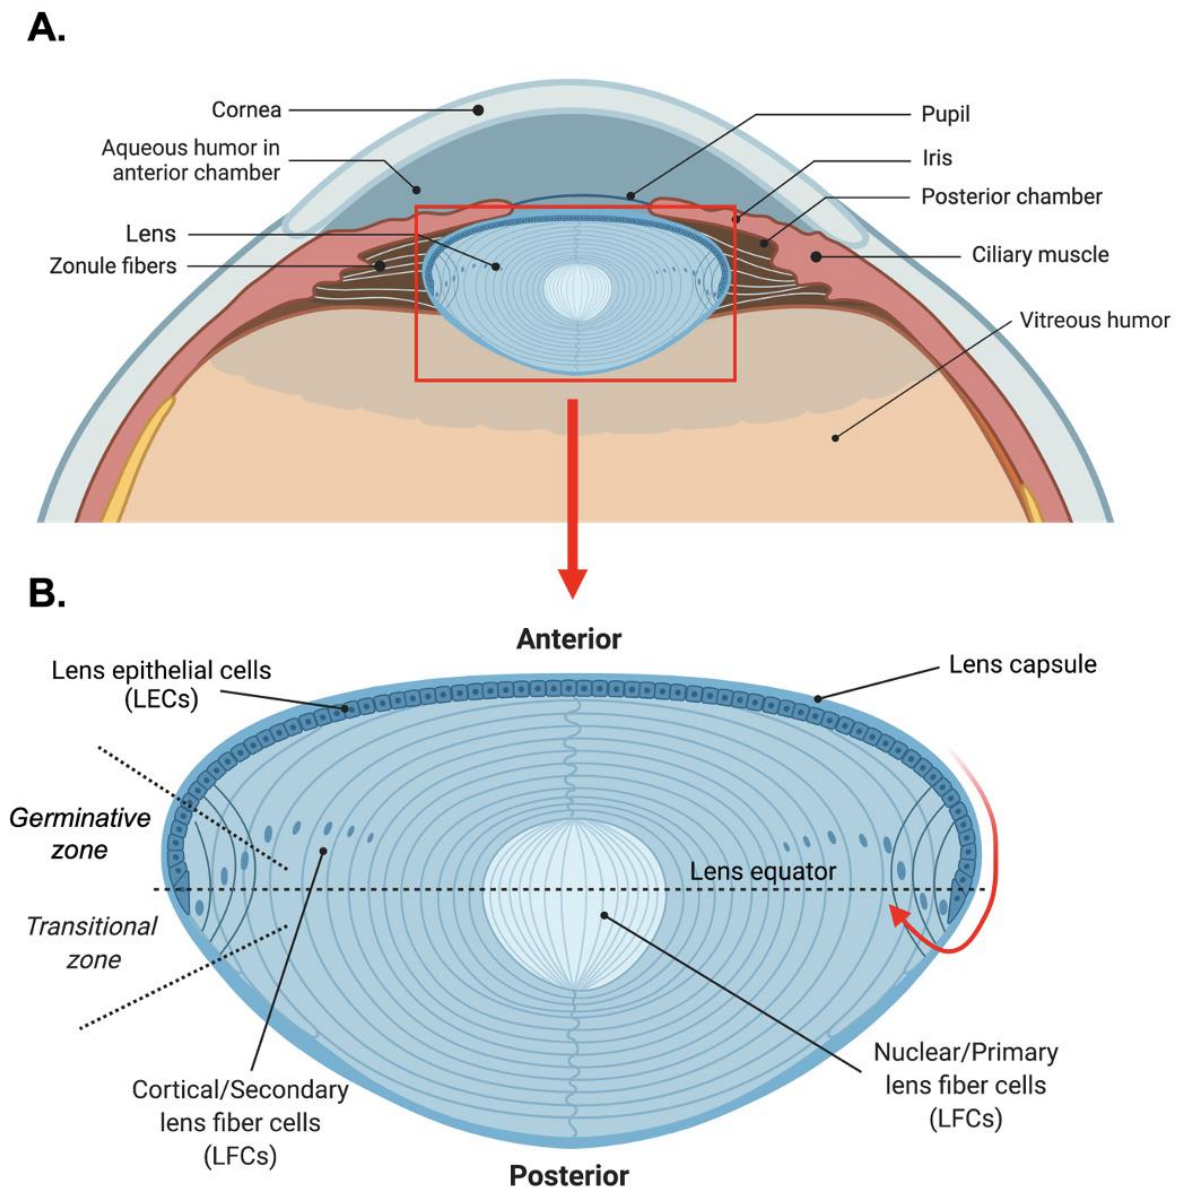 A.
Cornea
Aqueous humor in
anterior chamber
Lens
Zonule fibers
Pupil
Iris
Posterior chamber
Ciliary muscle
Vitreous humor
B.
Anterior
Lens epithelial cells
(LECs)
Lens capsule
Germinative
zone
Lens equator
Transitional
zone
Cortical/Secondary
lens fiber cells
(LFCs)
Nuclear/Primary
lens fiber cells
(LFCs)
Posterior